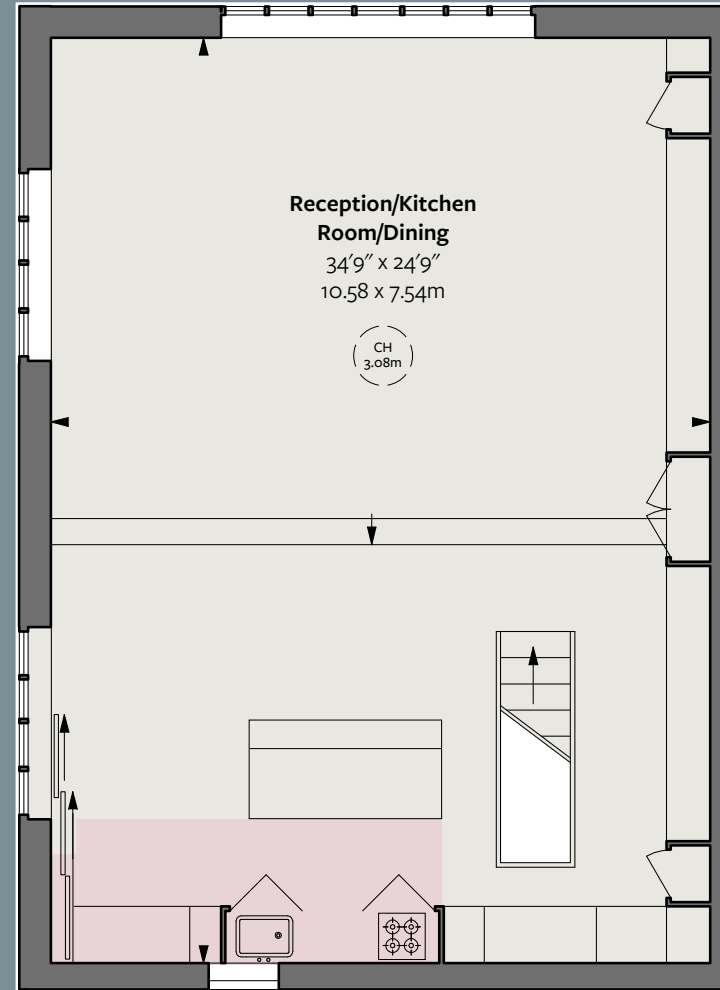 Reception/Kitchen
Room/Dining
34′9″ x 24′9″
10.58 x 7.54m
CH
3.08m